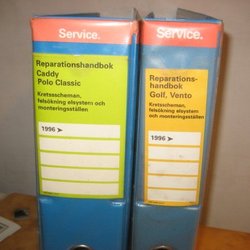 Service.
Reparationshandbok
Caddy
Polo Classic
Kretsscheman,
felsökning elsystem och
monteringsställen
1996 ➤
Service.
Reparations-
handbok
Golf, Vento
Kretsscheman,
felsökning elsystem
och monteringsställen
1996 ➤